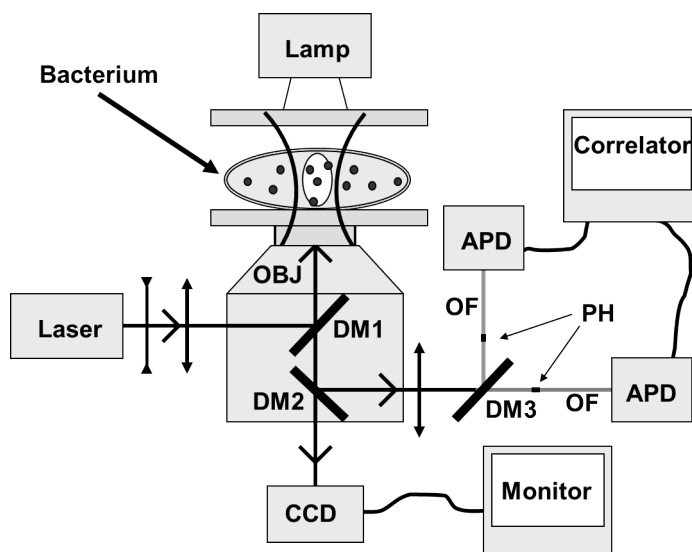 Lamp
Bacterium
Correlator
APD
OBJ
OF
PH
Laser
DM1
DM2
DM3
OF
APD
CCD
Monitor